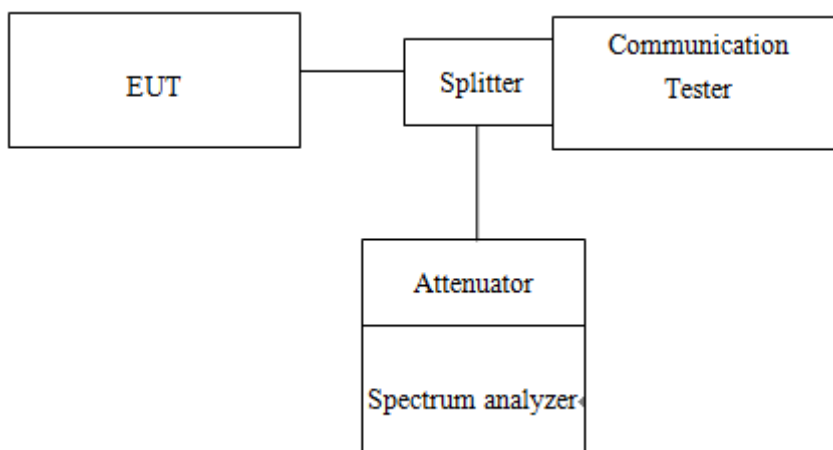 EUT
Splitter
Communication
Tester
Attenuator
Spectrum analyzer